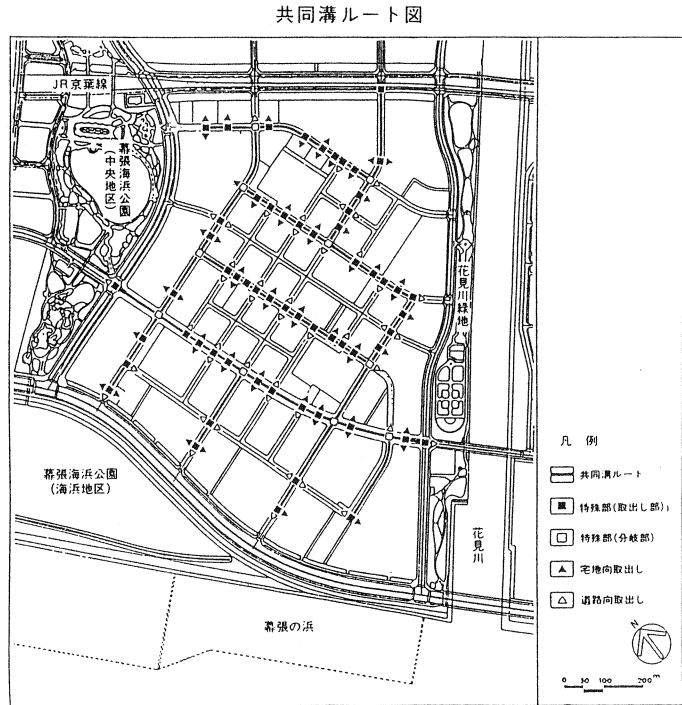 共同溝ルート図
JR京葉線
幕張海浜公園
(中央地区)
花見川緑地
幕張海浜公園
(海浜地区)
幕張の浜
花見川
凡 例
共同溝ルート
特殊部(取出し部)
特殊部(分岐部)
宅地向取出し
道路向取出し
N
0 50 100 200m